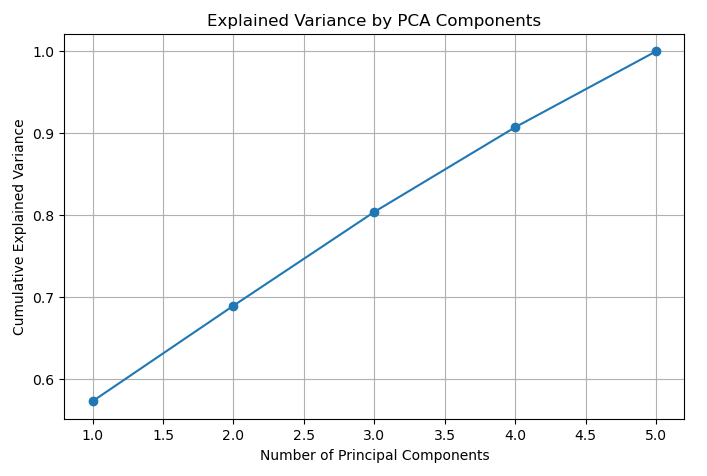 Explained Variance by PCA Components
Cumulative Explained Variance
1.0
0.9
0.8
0.7
0.6
1.0 1.5 2.0 2.5 3.0 3.5 4.0 4.5 5.0
Number of Principal Components